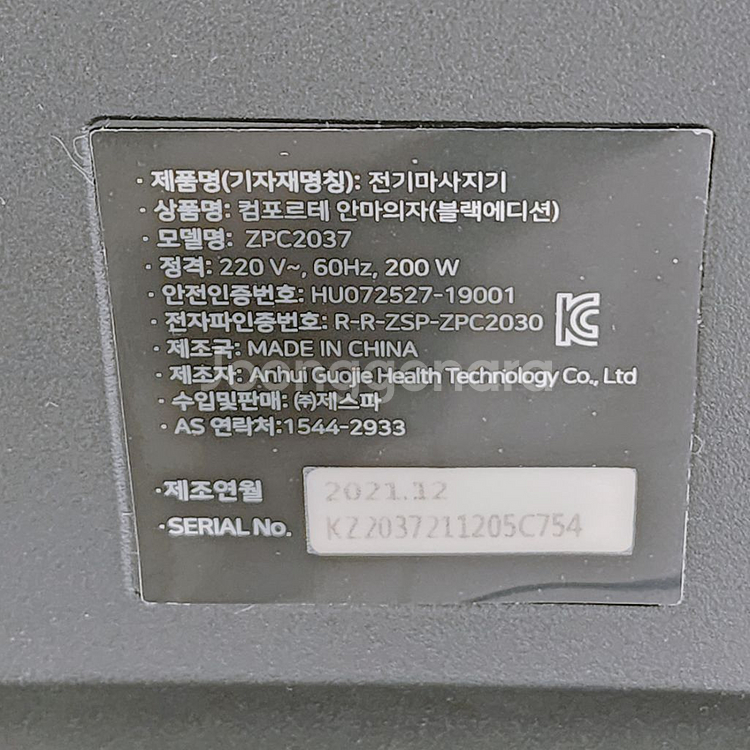 · 제품명(기자재명칭): 전기마사지기
· 상품명: 컴포르테 안마의자(블랙에디션)
· 모델명: ZPC2037
· 정격: 220 V~, 60Hz, 200 W
· 안전인증번호: HU072527-19001
· 전자파인증번호: R-R-ZSP-ZPC2030
· 제조국: MADE IN CHINA
· 제조자: Anhui Guojie Health Technology Co., Ltd
· 수입및판매: ㈜제스파
· AS 연락처:1544-2933
· 제조연월 2021.12
· SERIAL No. KZ2037211205C754
Joonggonara